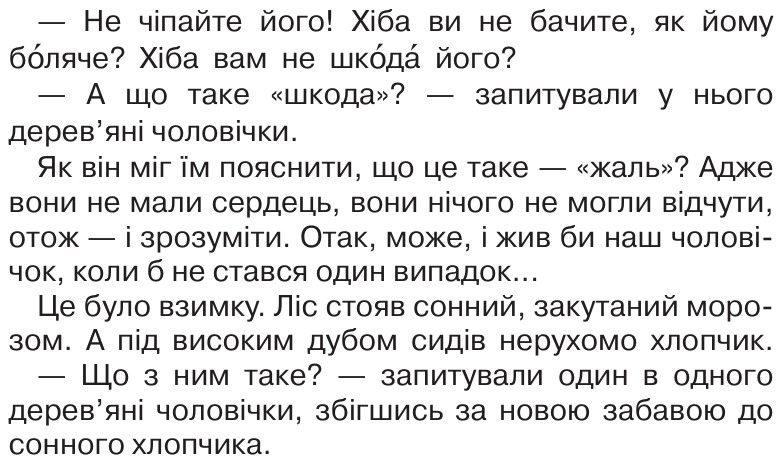 — Не чіпайте його! Хіба ви не бачите, як йому
бо́ляче? Хіба вам не шко́да́ його?
— А що таке «шкода»? — запитували у нього
дерев’яні чоловічки.
Як він міг їм пояснити, що це таке — «жаль»? Адже
вони не мали сердець, вони нічого не могли відчути,
отож — і зрозуміти. Отак, може, і жив би наш чолові-
чок, коли б не стався один випадок...
Це було взимку. Ліс стояв сонний, закутаний моро-
зом. А під високим дубом сидів нерухомо хлопчик.
— Що з ним таке? — запитували один в одного
дерев’яні чоловічки, збігшись за новою забавою до
сонного хлопчика.